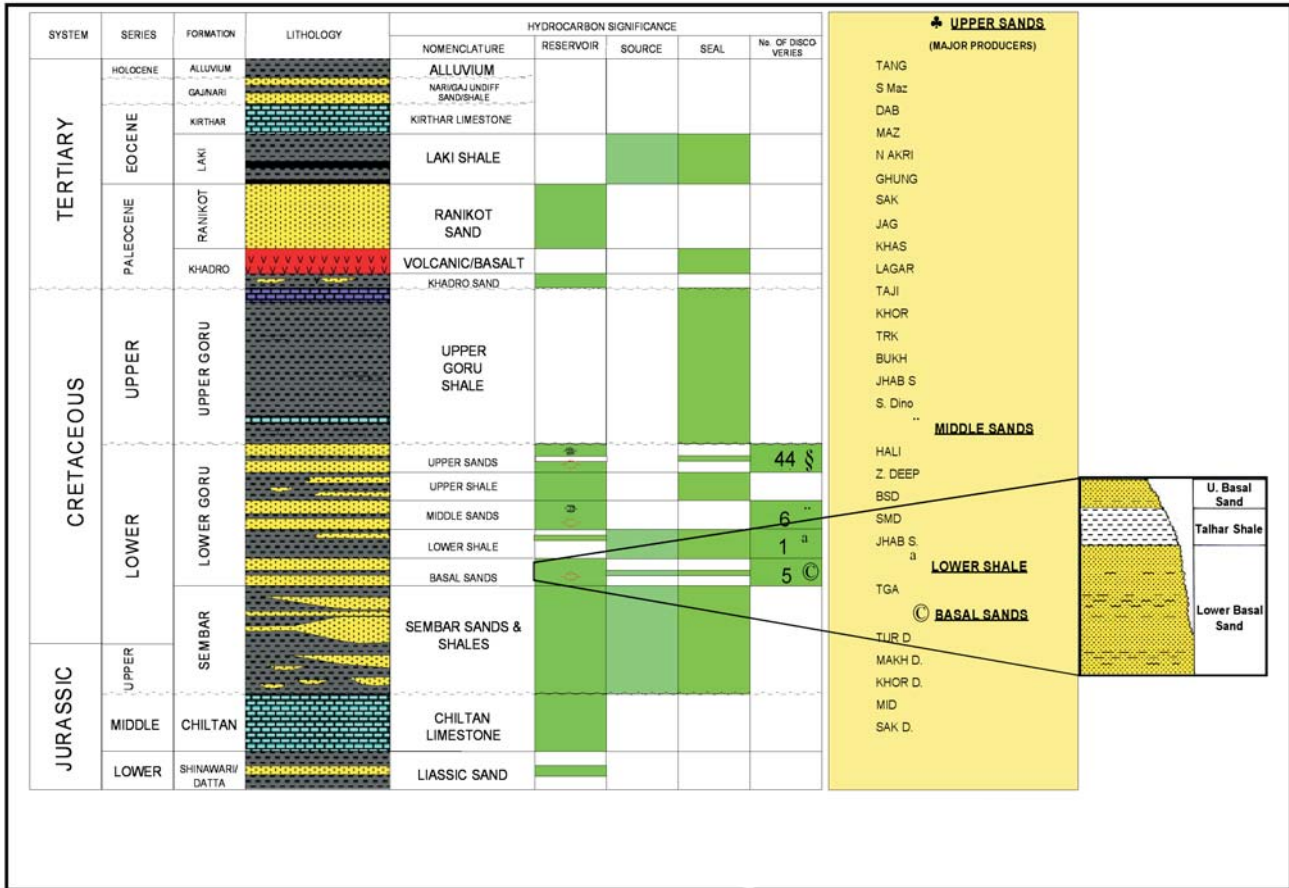 SYSTEM
SERIES
FORMATION
LITHOLOGY
HYDROCARBON SIGNIFICANCE
NOMENCLATURE
RESERVOIR
SOURCE
SEAL
No. OF DISCO-
VERIES
TERTIARY
HOLOCENE
ALLUVIUM
ALLUVIUM
GAJ/NARI
NARI/GAJ UNDIFF
SAND/SHALE
EOCENE
KIRTHAR
KIRTHAR LIMESTONE
LAKI
LAKI SHALE
PALEOCENE
RANIKOT
RANIKOT
SAND
KHADRO
VOLCANIC/BASALT
KHADRO SAND
CRETACEOUS
UPPER
UPPER GORU
UPPER
GORU
SHALE
LOWER
LOWER GORU
UPPER SANDS
44 §
UPPER SHALE
MIDDLE SANDS
6 ¨
LOWER SHALE
1 a
BASAL SANDS
5 ©
SEMBAR
SEMBAR SANDS &
SHALES
JURASSIC
UPPER
MIDDLE
CHILTAN
CHILTAN
LIMESTONE
LOWER
SHINAWARI/
DATTA
LIASSIC SAND
♣ UPPER SANDS
(MAJOR PRODUCERS)
TANG
S Maz
DAB
MAZ
N AKRI
GHUNG
SAK
JAG
KHAS
LAGAR
TAJI
KHOR
TRK
BUKH
JHAB S
S. Dino
¨
MIDDLE SANDS
HALI
Z. DEEP
BSD
SMD
JHAB S.
a
LOWER SHALE
TGA
© BASAL SANDS
TUR D
MAKH D.
KHOR D.
MID
SAK D.
U. Basal
Sand
Talhar Shale
Lower Basal
Sand